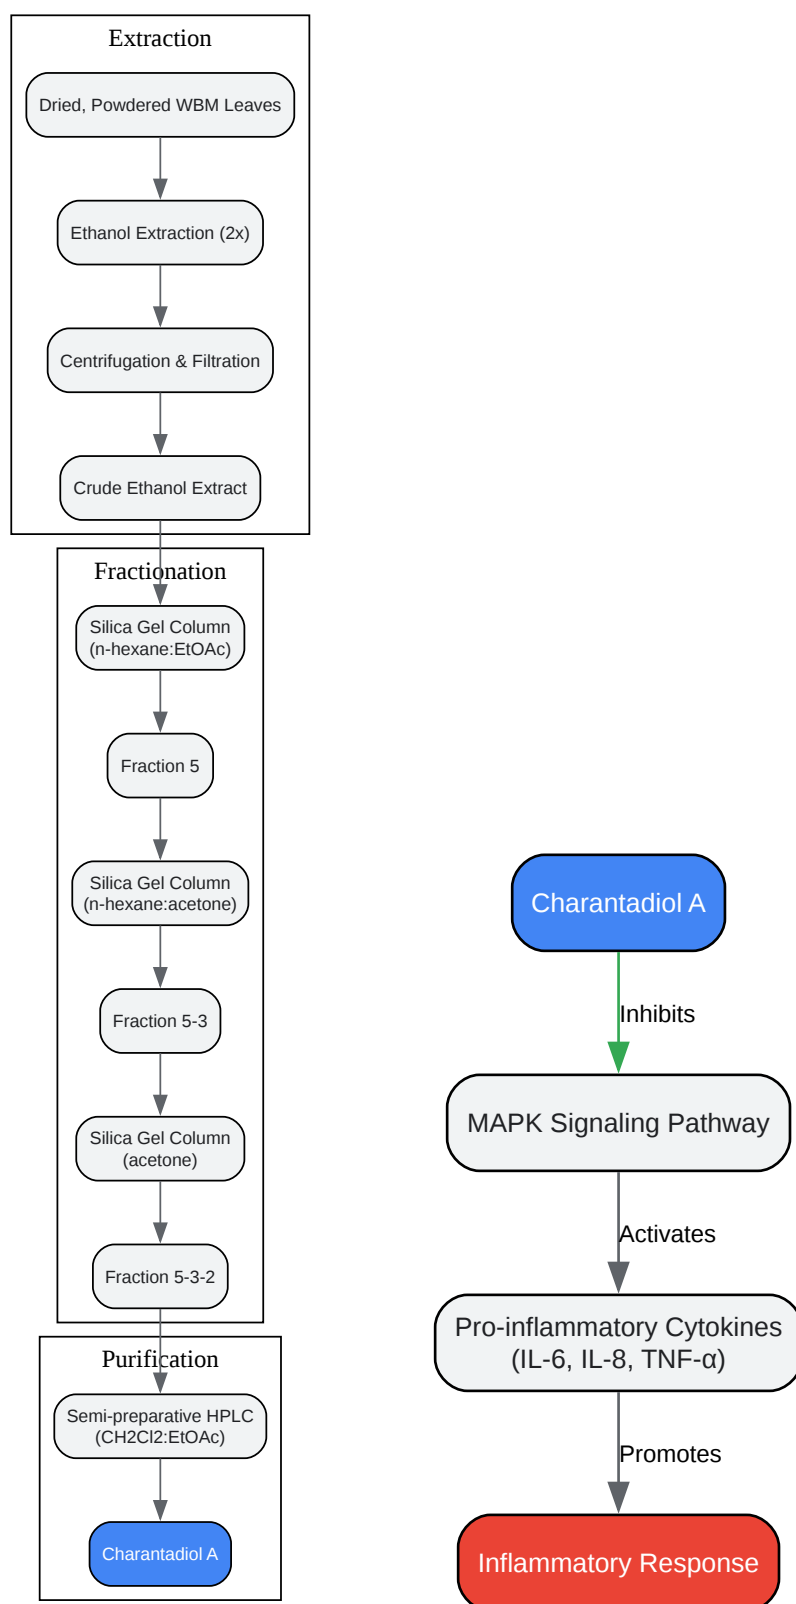 Extraction
Dried, Powdered WBM Leaves
Ethanol Extraction (2x)
Centrifugation & Filtration
Crude Ethanol Extract
Fractionation
Silica Gel Column
(n-hexane:EtOAc)
Fraction 5
Silica Gel Column
(n-hexane:acetone)
Fraction 5-3
Silica Gel Column
(acetone)
Fraction 5-3-2
Purification
Semi-preparative HPLC
(CH2Cl2:EtOAc)
Charantadiol A
Charantadiol A
Inhibits
MAPK Signaling Pathway
Activates
Pro-inflammatory Cytokines
(IL-6, IL-8, TNF-α)
Promotes
Inflammatory Response